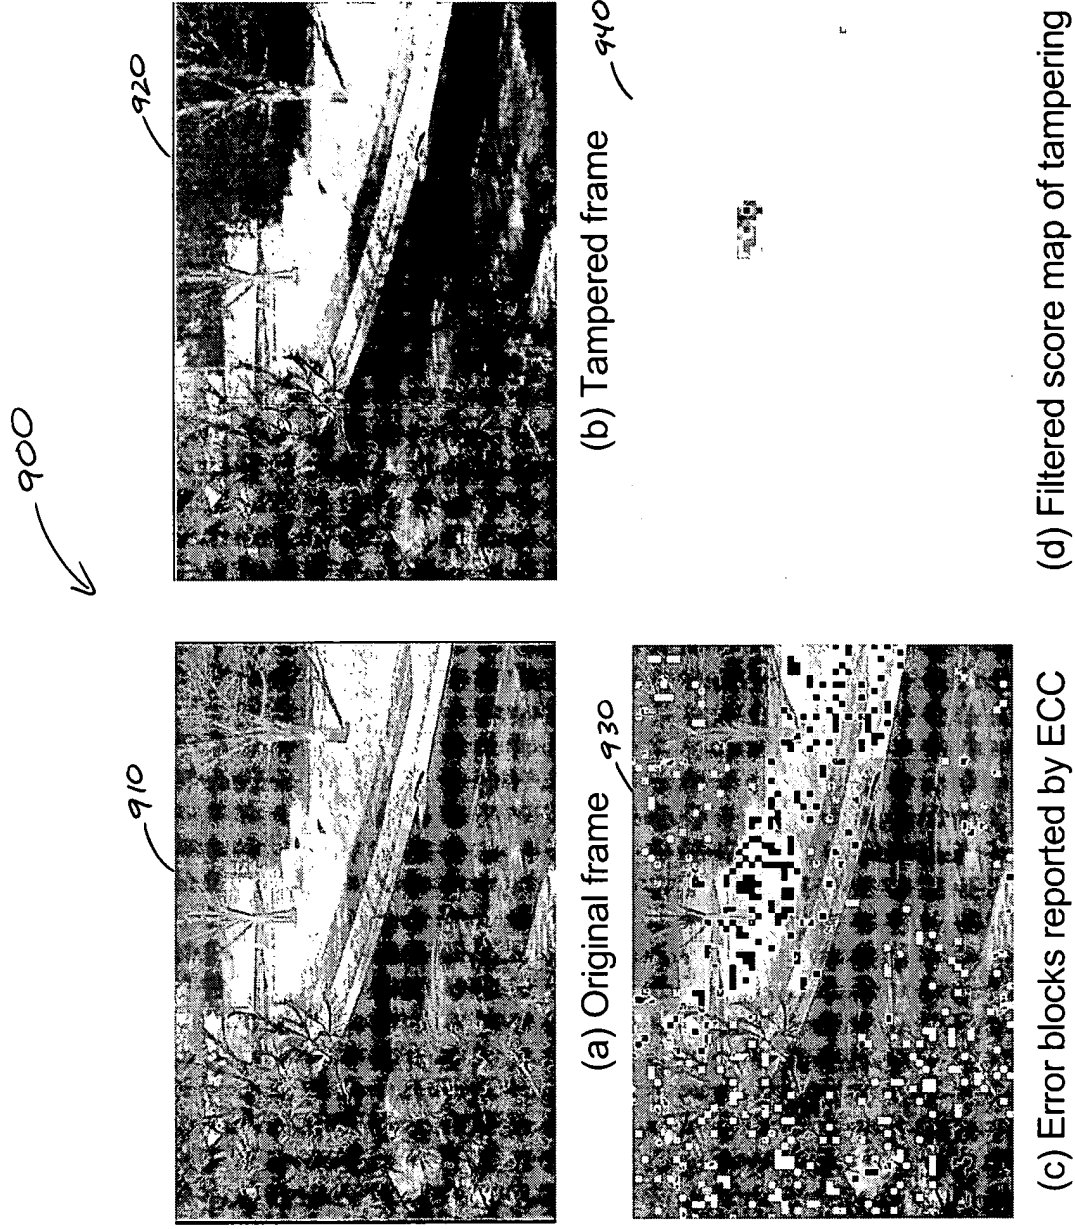 900
910
920
(a) Original frame
(b) Tampered frame
930
940
(c) Error blocks reported by ECC
(d) Filtered score map of tampering